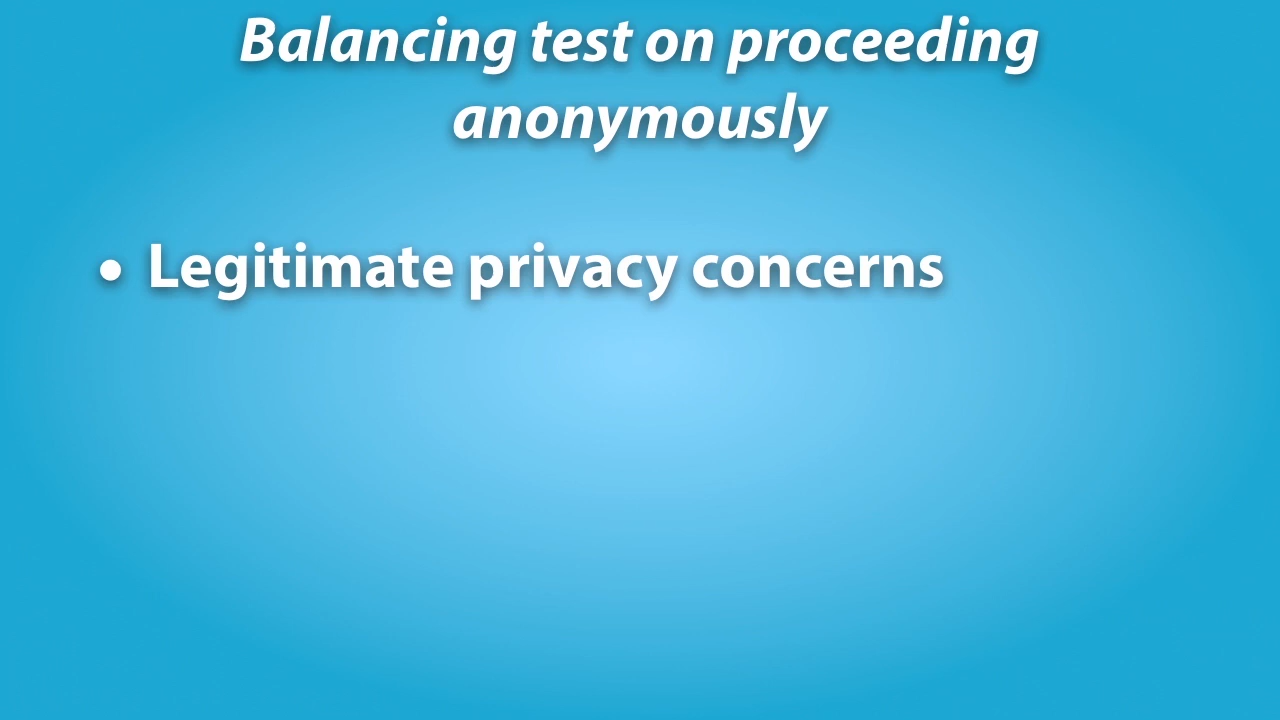 Balancing test on proceeding
anonymously
• Legitimate privacy concerns